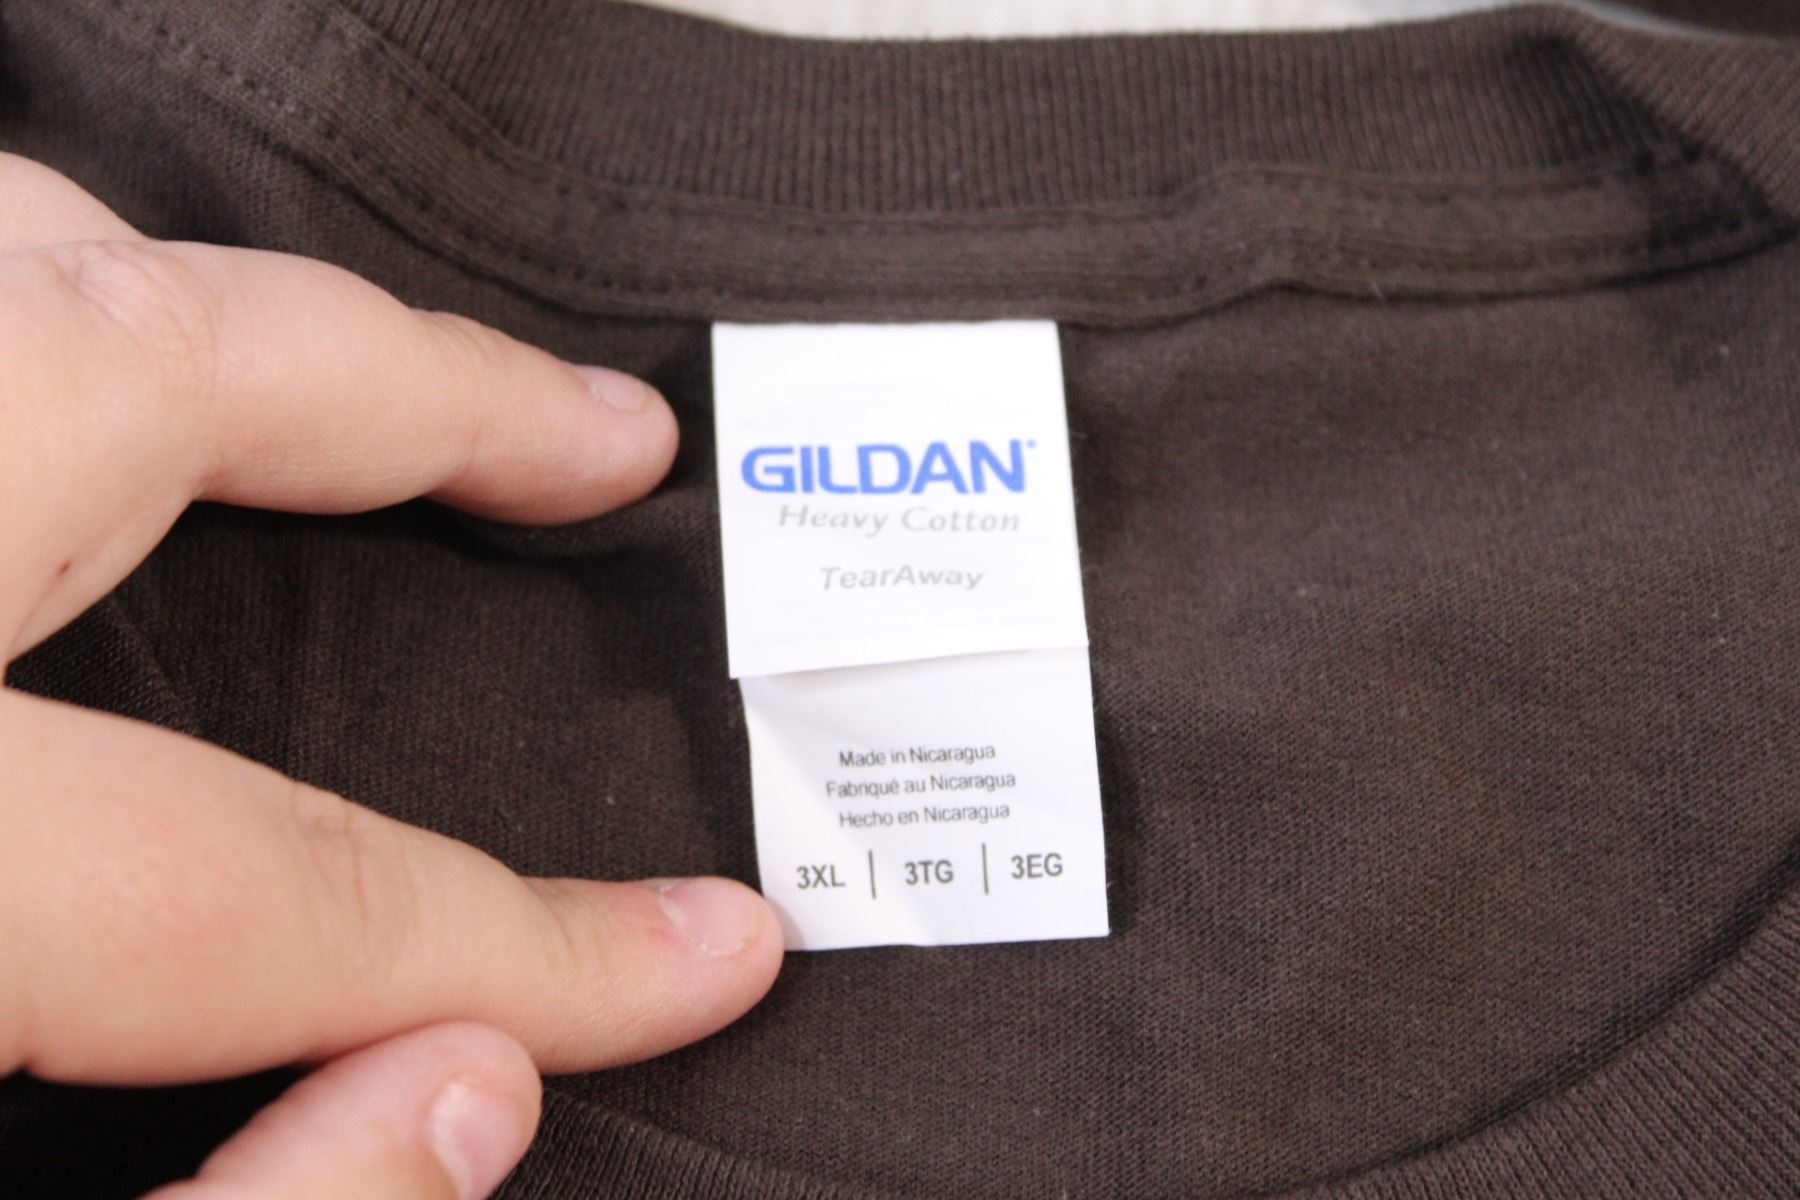 GILDAN
Heavy Cotton
TearAway
Made in Nicaragua
Fabriqué au Nicaragua
Hecho en Nicaragua
3XL | 3TG | 3EG